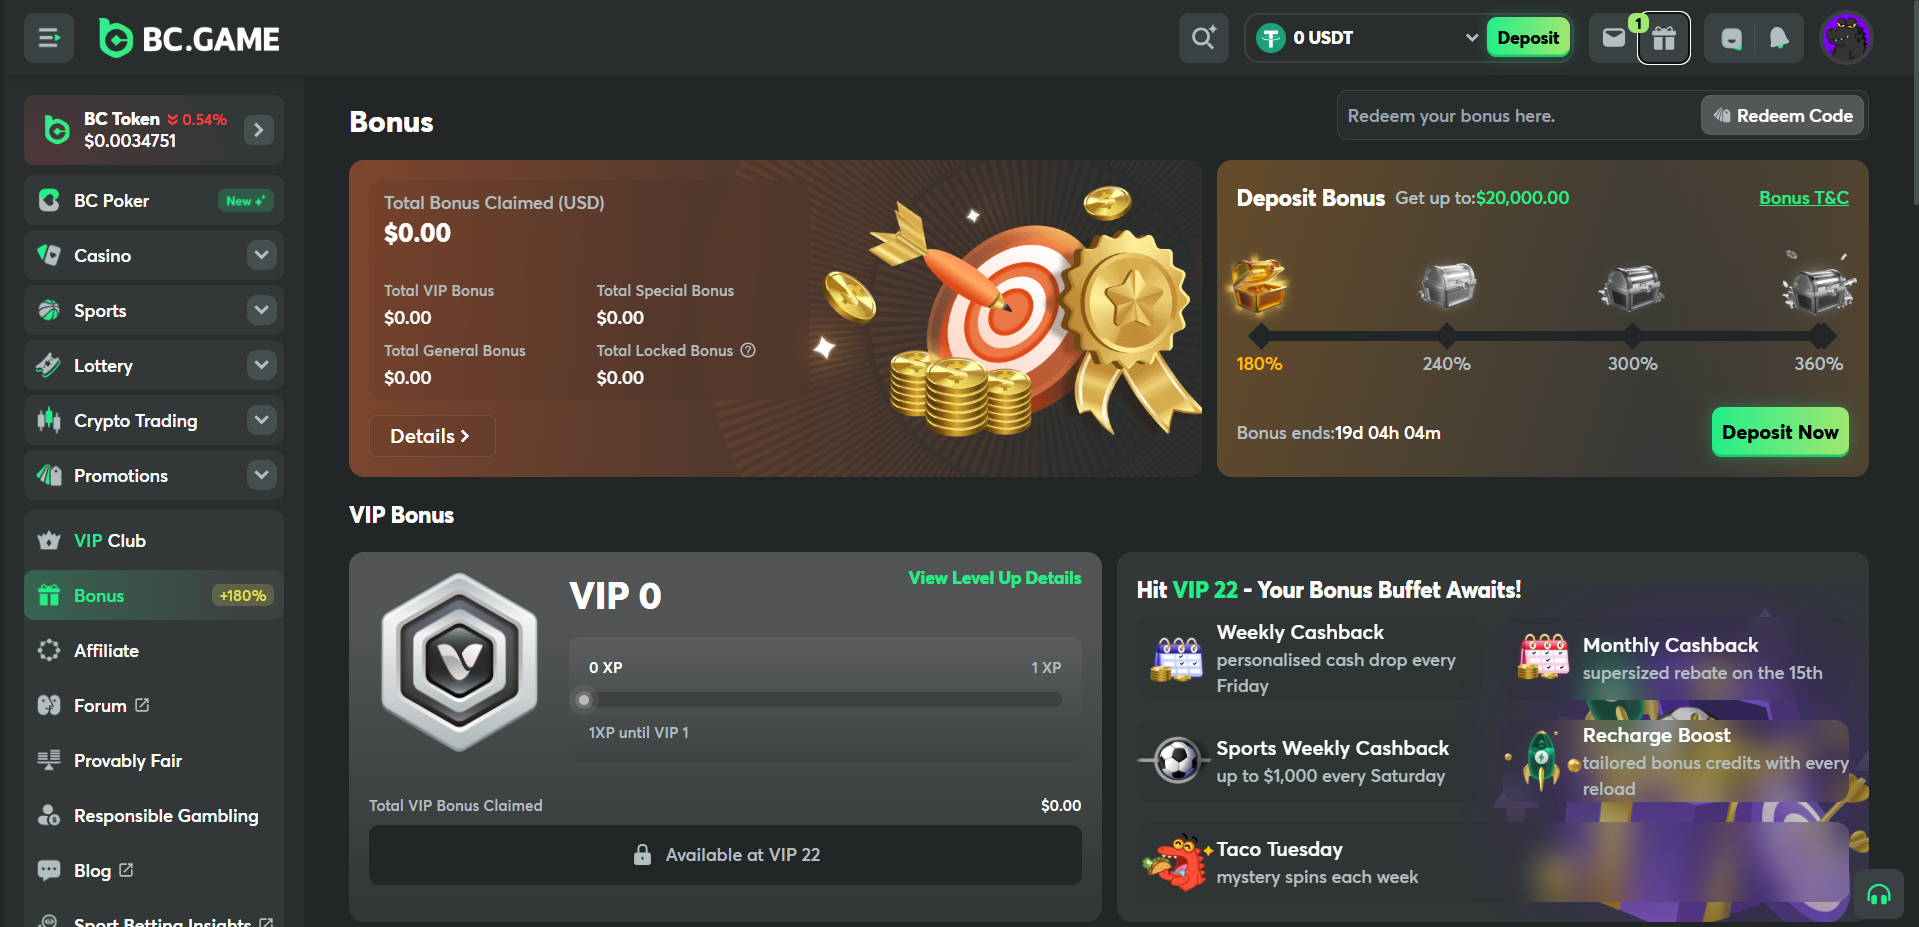 BC.GAME
0 USDT
Deposit
1
BC Token 0.54%
$0.0034751
BC Poker
New
Casino
Sports
Lottery
Crypto Trading
Promotions
VIP Club
Bonus
+180%
Affiliate
Forum
Provably Fair
Responsible Gambling
Blog
Sport Betting Insights
Bonus
Redeem your bonus here.
Redeem Code
Total Bonus Claimed (USD)
$0.00
Total VIP Bonus
$0.00
Total Special Bonus
$0.00
Total General Bonus
$0.00
Total Locked Bonus
$0.00
Details
Deposit Bonus Get up to:$20,000.00
Bonus T&C
180%
240%
300%
360%
Bonus ends:19d 04h 04m
Deposit Now
VIP Bonus
VIP 0
View Level Up Details
0 XP
1 XP
1XP until VIP 1
Total VIP Bonus Claimed
$0.00
Available at VIP 22
Hit VIP 22 - Your Bonus Buffet Awaits!
Weekly Cashback
personalised cash drop every
Friday
Monthly Cashback
supersized rebate on the 15th
Sports Weekly Cashback
up to $1,000 every Saturday
Recharge Boost
tailored bonus credits with every
reload
Taco Tuesday
mystery spins each week